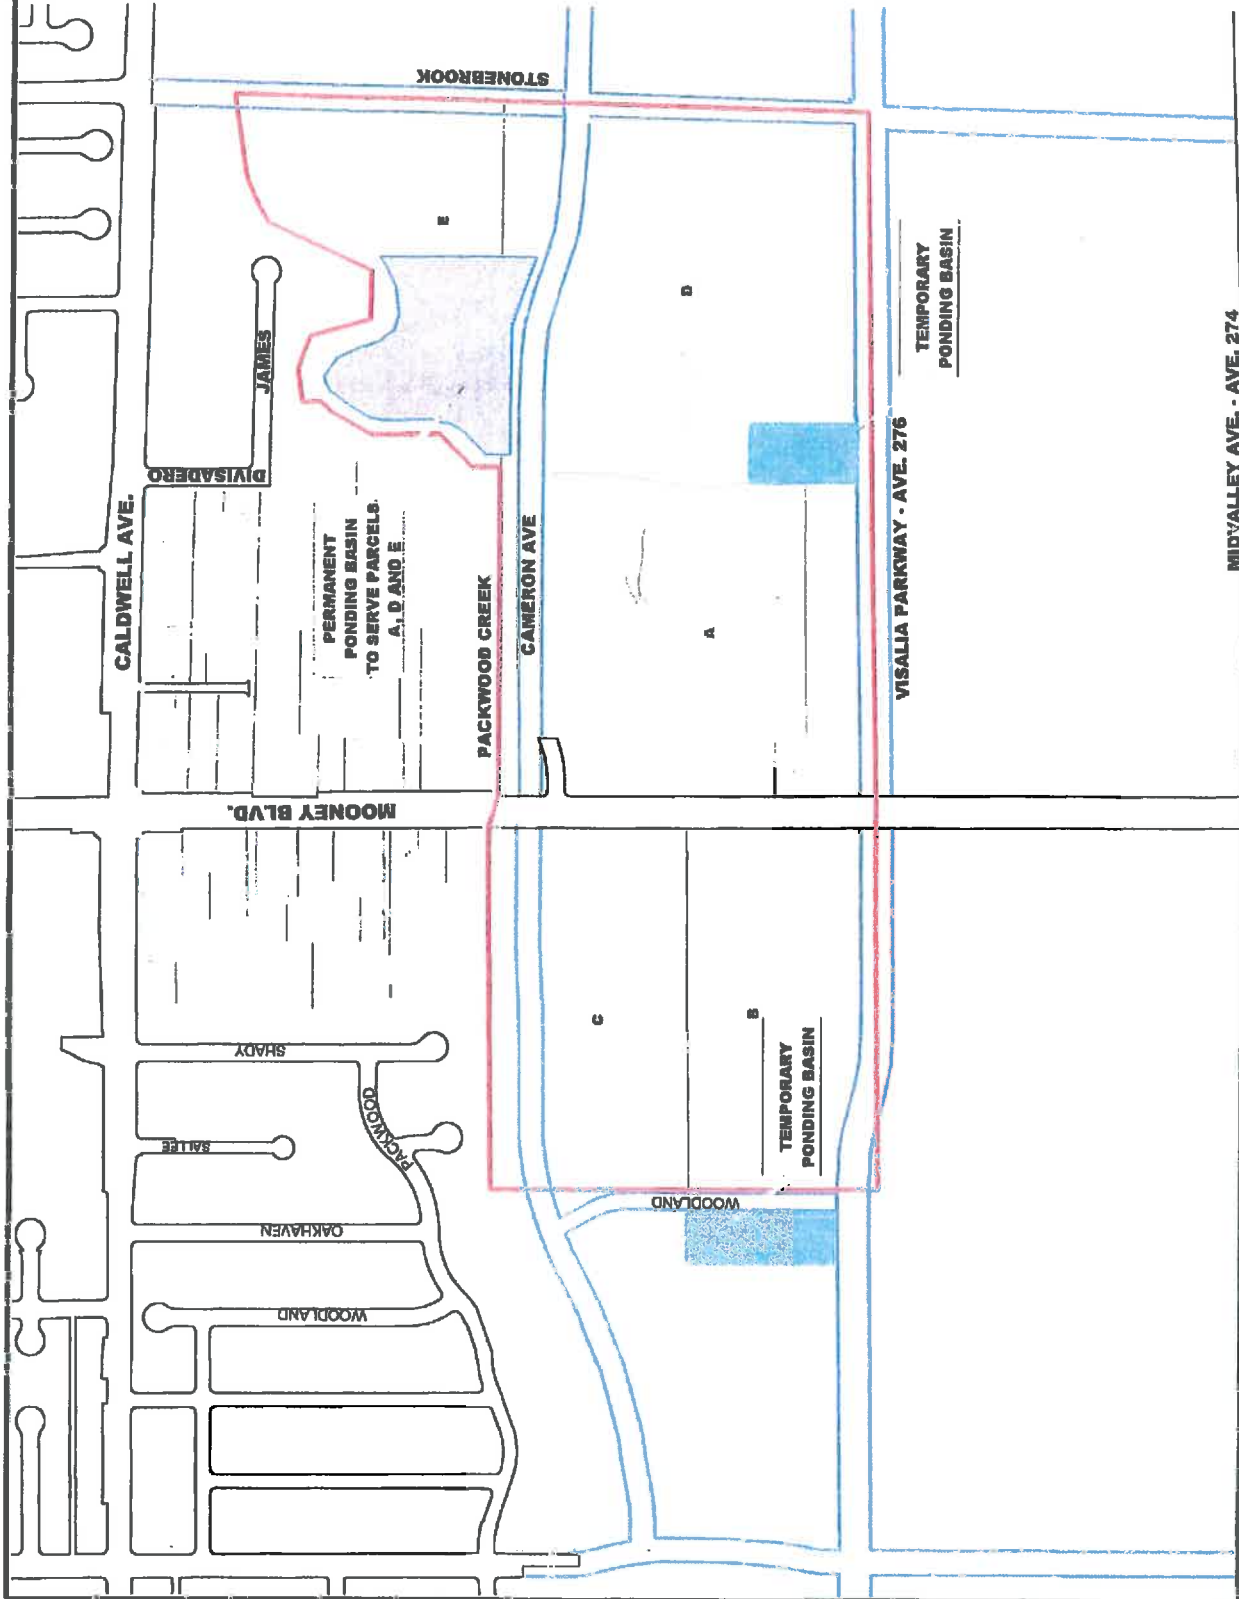 CALDWELL AVE.
STONEBROOK
JAMES
DIVISADERO
PERMANENT
PONDING BASIN
TO SERVE PARCELS
A, D AND E
PACKWOOD CREEK
CAMERON AVE
E
D
A
TEMPORARY
PONDING BASIN
VISALIA PARKWAY - AVE. 276
MIDVALLEY AVE. - AVE. 274
MOONEY BLVD.
SHADY
PACKWOOD
SALLEE
OAKHAVEN
WOODLAND
C
B
TEMPORARY
PONDING BASIN
WOODLAND